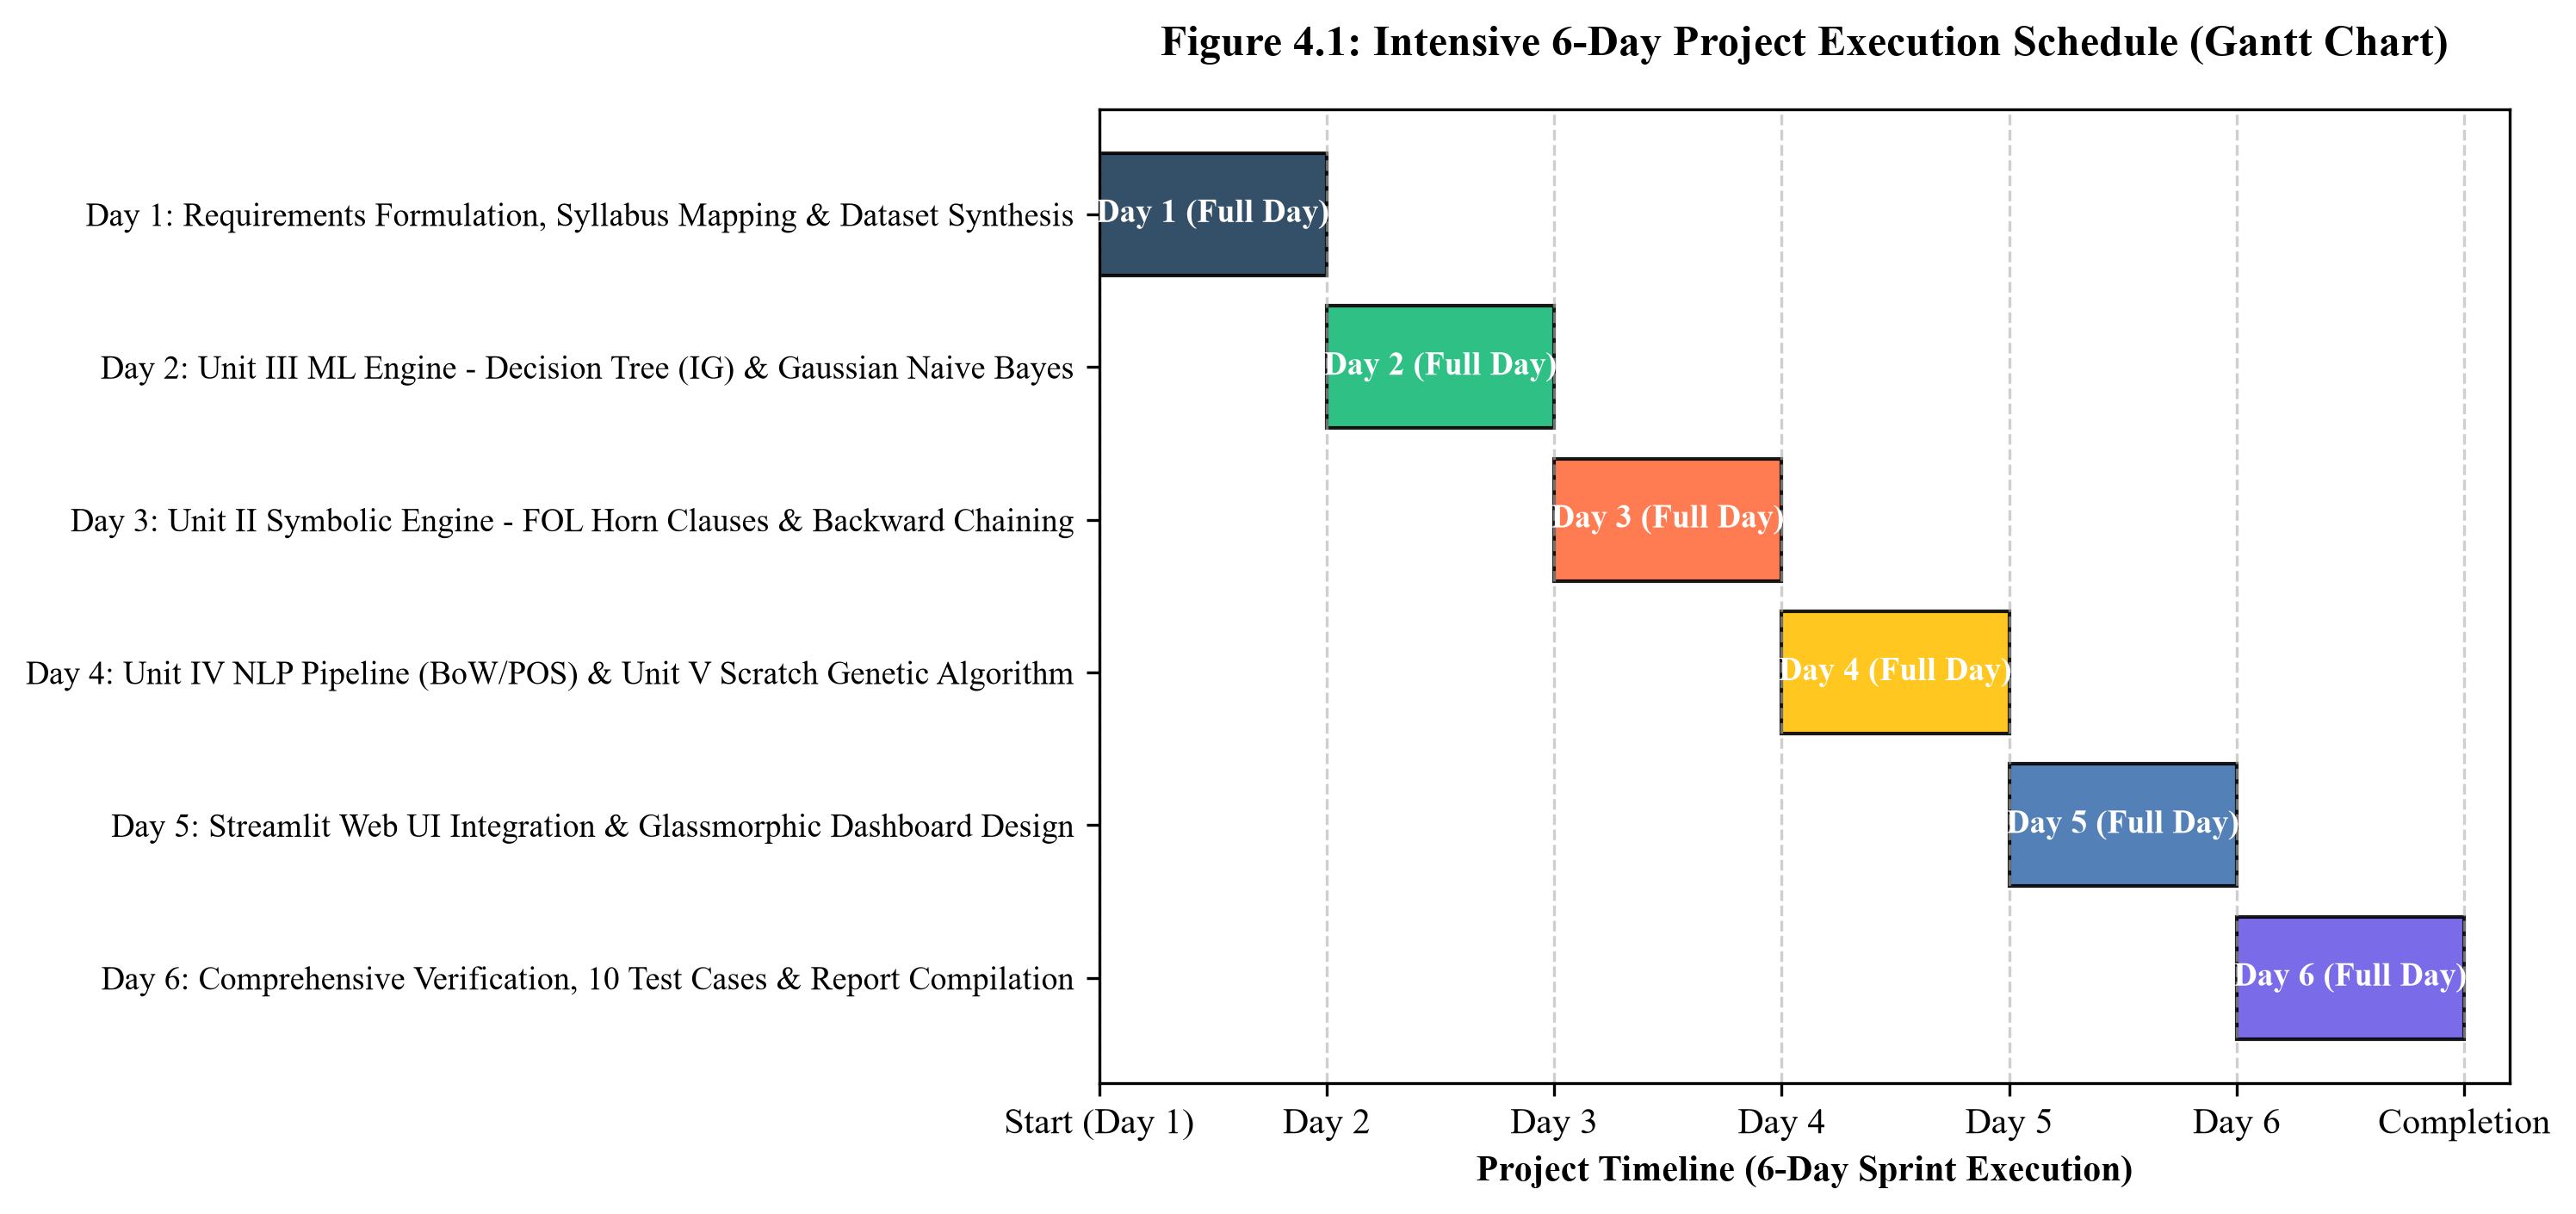 Figure 4.1: Intensive 6-Day Project Execution Schedule (Gantt Chart)
Day 1: Requirements Formulation, Syllabus Mapping & Dataset Synthesis
Day 1 (Full Day)
Day 2: Unit III ML Engine - Decision Tree (IG) & Gaussian Naive Bayes
Day 2 (Full Day)
Day 3: Unit II Symbolic Engine - FOL Horn Clauses & Backward Chaining
Day 3 (Full Day)
Day 4: Unit IV NLP Pipeline (BoW/POS) & Unit V Scratch Genetic Algorithm
Day 4 (Full Day)
Day 5: Streamlit Web UI Integration & Glassmorphic Dashboard Design
Day 5 (Full Day)
Day 6: Comprehensive Verification, 10 Test Cases & Report Compilation
Day 6 (Full Day)
Start (Day 1) Day 2 Day 3 Day 4 Day 5 Day 6 Completion
Project Timeline (6-Day Sprint Execution)